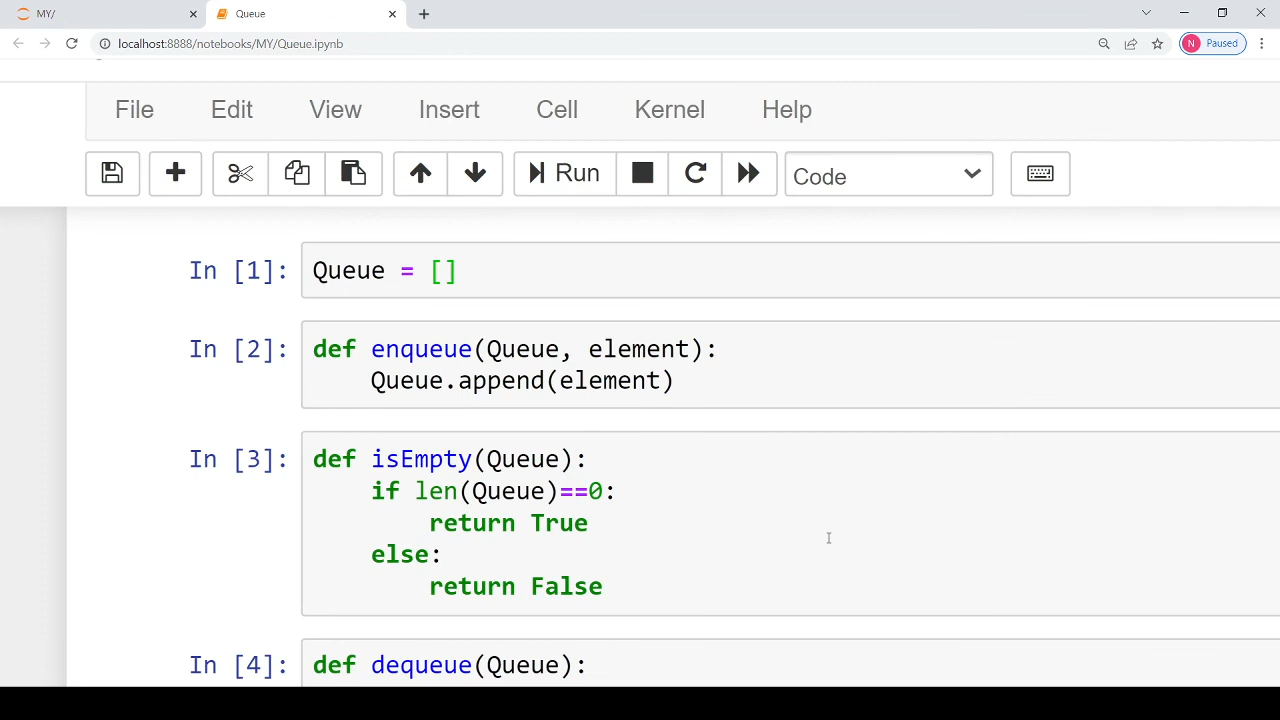 MY/
Queue
localhost:8888/notebooks/MY/Queue.ipynb
N Paused
File Edit View Insert Cell Kernel Help
Run Code
In [1]: Queue = []
In [2]: def enqueue(Queue, element):
Queue.append(element)
In [3]: def isEmpty(Queue):
if len(Queue)==0:
return True
else:
return False
In [4]: def dequeue(Queue):